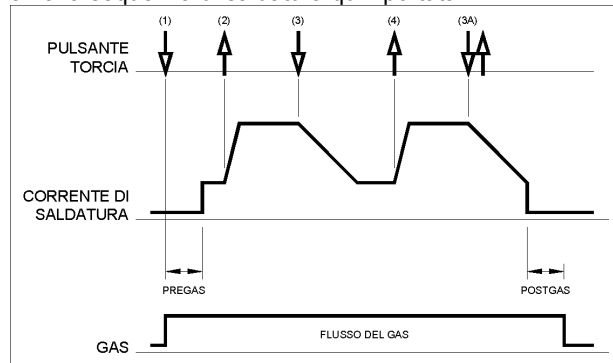 (1) (2) (3) (4) (3A)
PULSANTE
TORCIA
CORRENTE DI
SALDATURA
PREGAS POSTGAS
FLUSSO DEL GAS
GAS